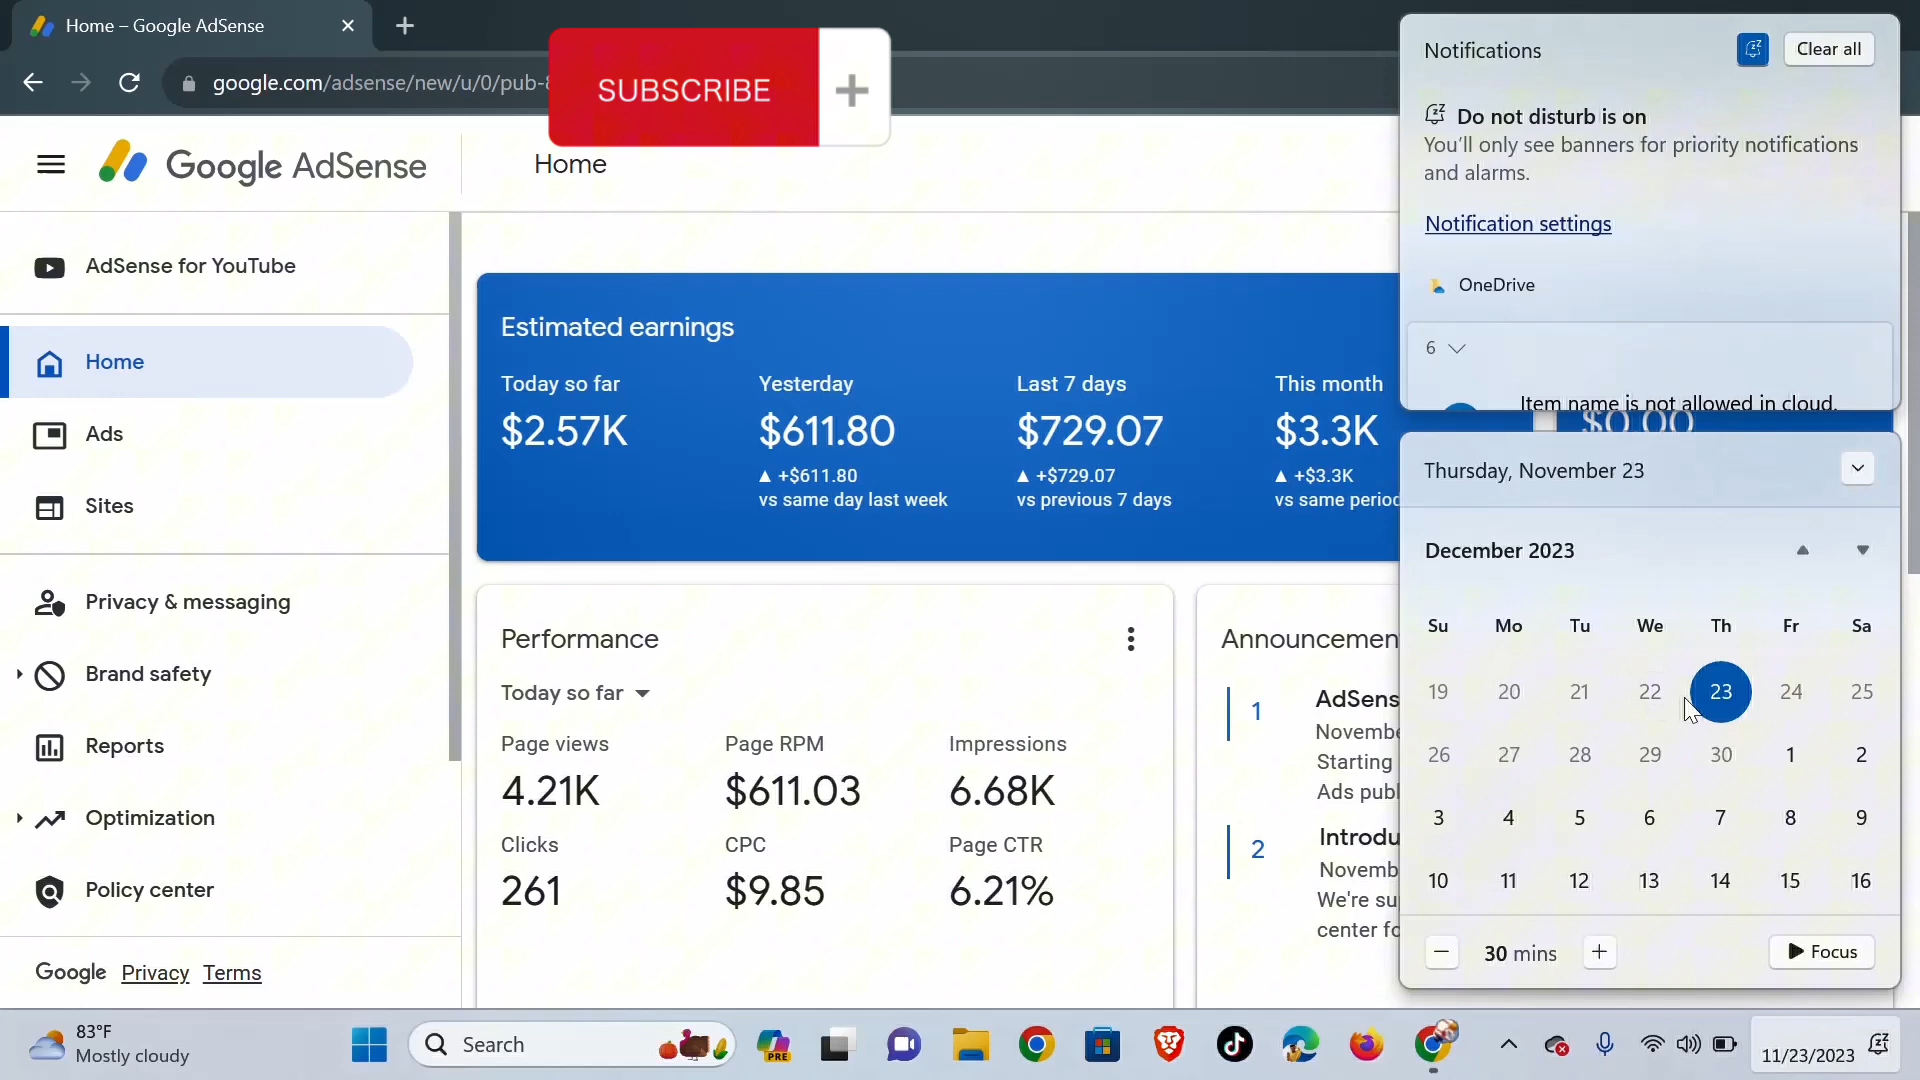 Home – Google AdSense
google.com/adsense/new/u/0/pub-8
SUBSCRIBE
Google AdSense
Home
AdSense for YouTube
Home
Ads
Sites
Privacy & messaging
Brand safety
Reports
Optimization
Policy center
Google Privacy Terms
Estimated earnings
Today so far
$2.57K
Yesterday
$611.80
+$611.80
vs same day last week
Last 7 days
$729.07
+$729.07
vs previous 7 days
This month
$3.3K
+$3.3K
vs same period
$0.00
Performance
Today so far
Page views Page RPM Impressions
4.21K $611.03 6.68K
Clicks CPC Page CTR
261 $9.85 6.21%
Announcemen
1
AdSens
Novembe
Starting
Ads publ
2
Introdu
Novemb
We're su
center fo
Notifications
Clear all
Do not disturb is on
You'll only see banners for priority notifications
and alarms.
Notification settings
OneDrive
6
Item name is not allowed in cloud.
Thursday, November 23
December 2023
Su Mo Tu We Th Fr Sa
19 20 21 22 23 24 25
26 27 28 29 30 1 2
3 4 5 6 7 8 9
10 11 12 13 14 15 16
30 mins
Focus
83°F
Mostly cloudy
Search
PRE
11/23/2023